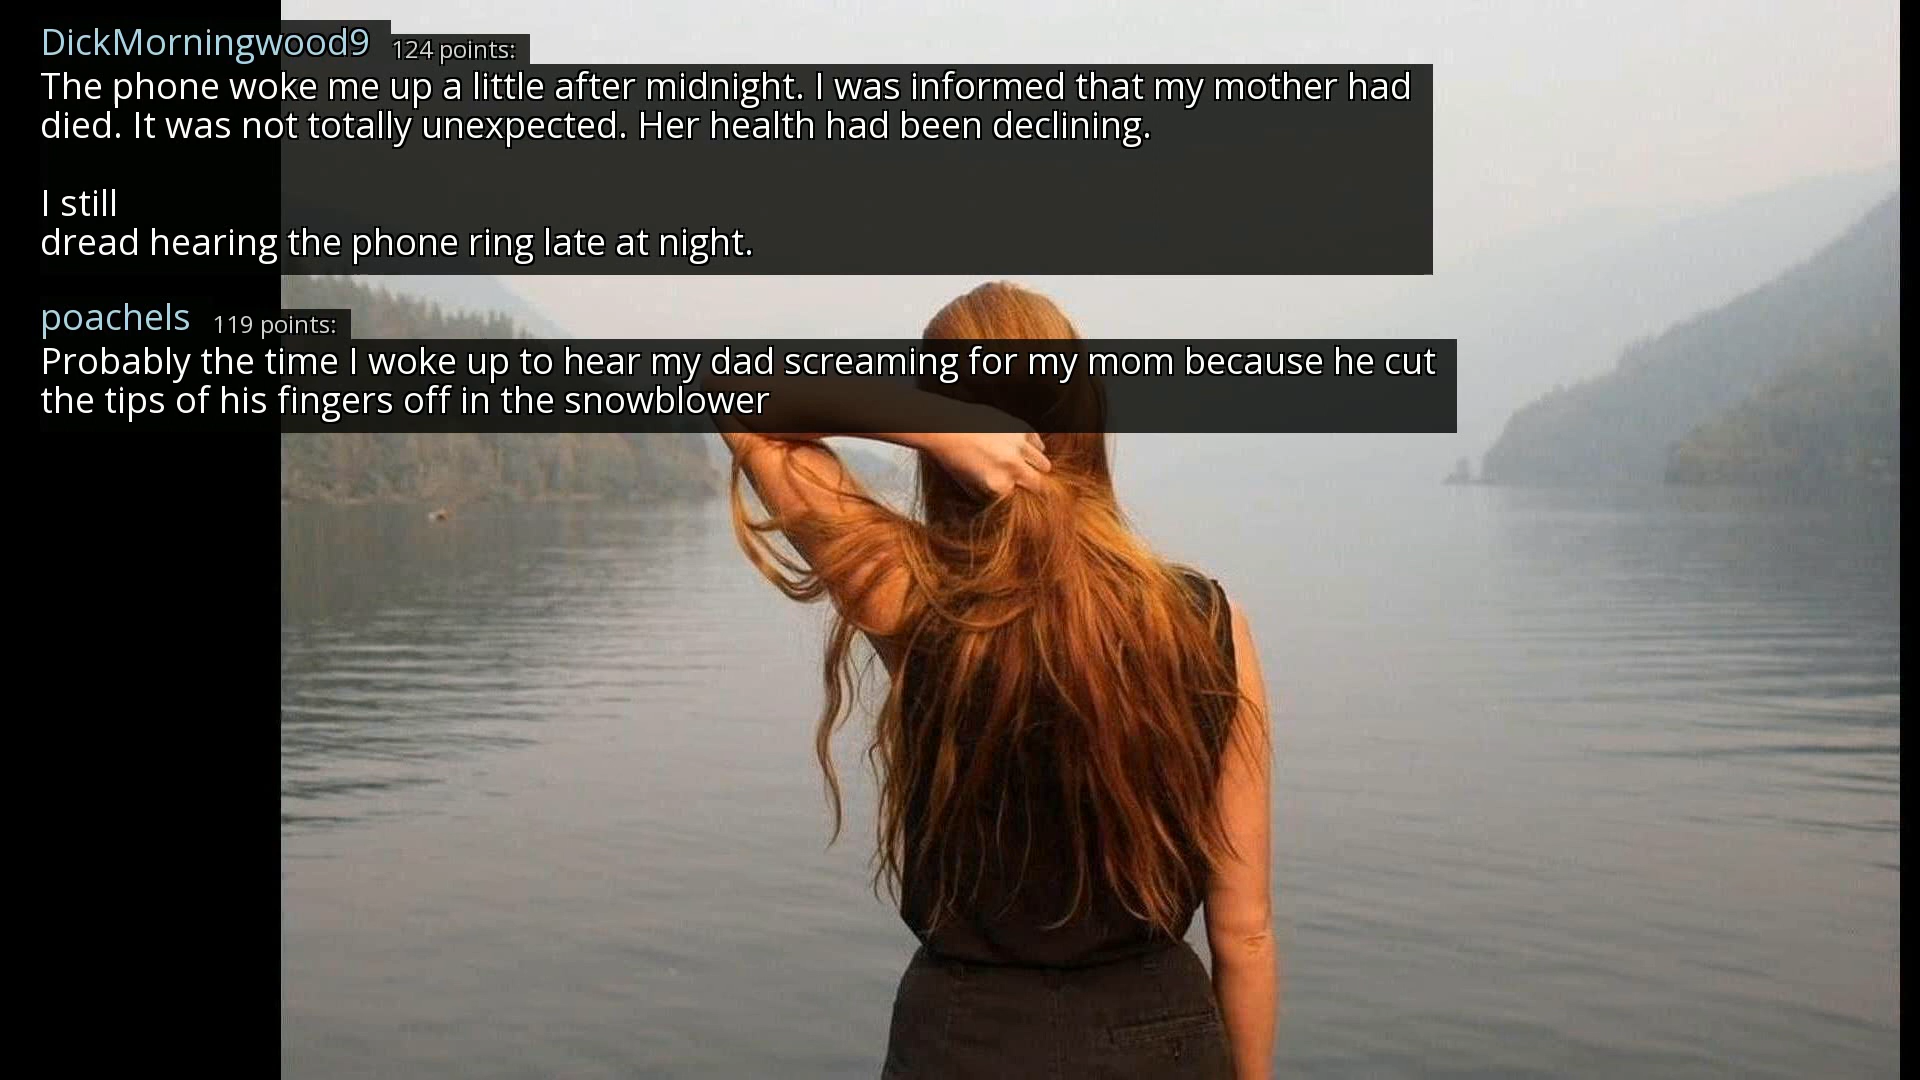 DickMorningwood9 124 points:
The phone woke me up a little after midnight. I was informed that my mother had
died. It was not totally unexpected. Her health had been declining.
I still
dread hearing the phone ring late at night.
poachels 119 points:
Probably the time I woke up to hear my dad screaming for my mom because he cut
the tips of his fingers off in the snowblower